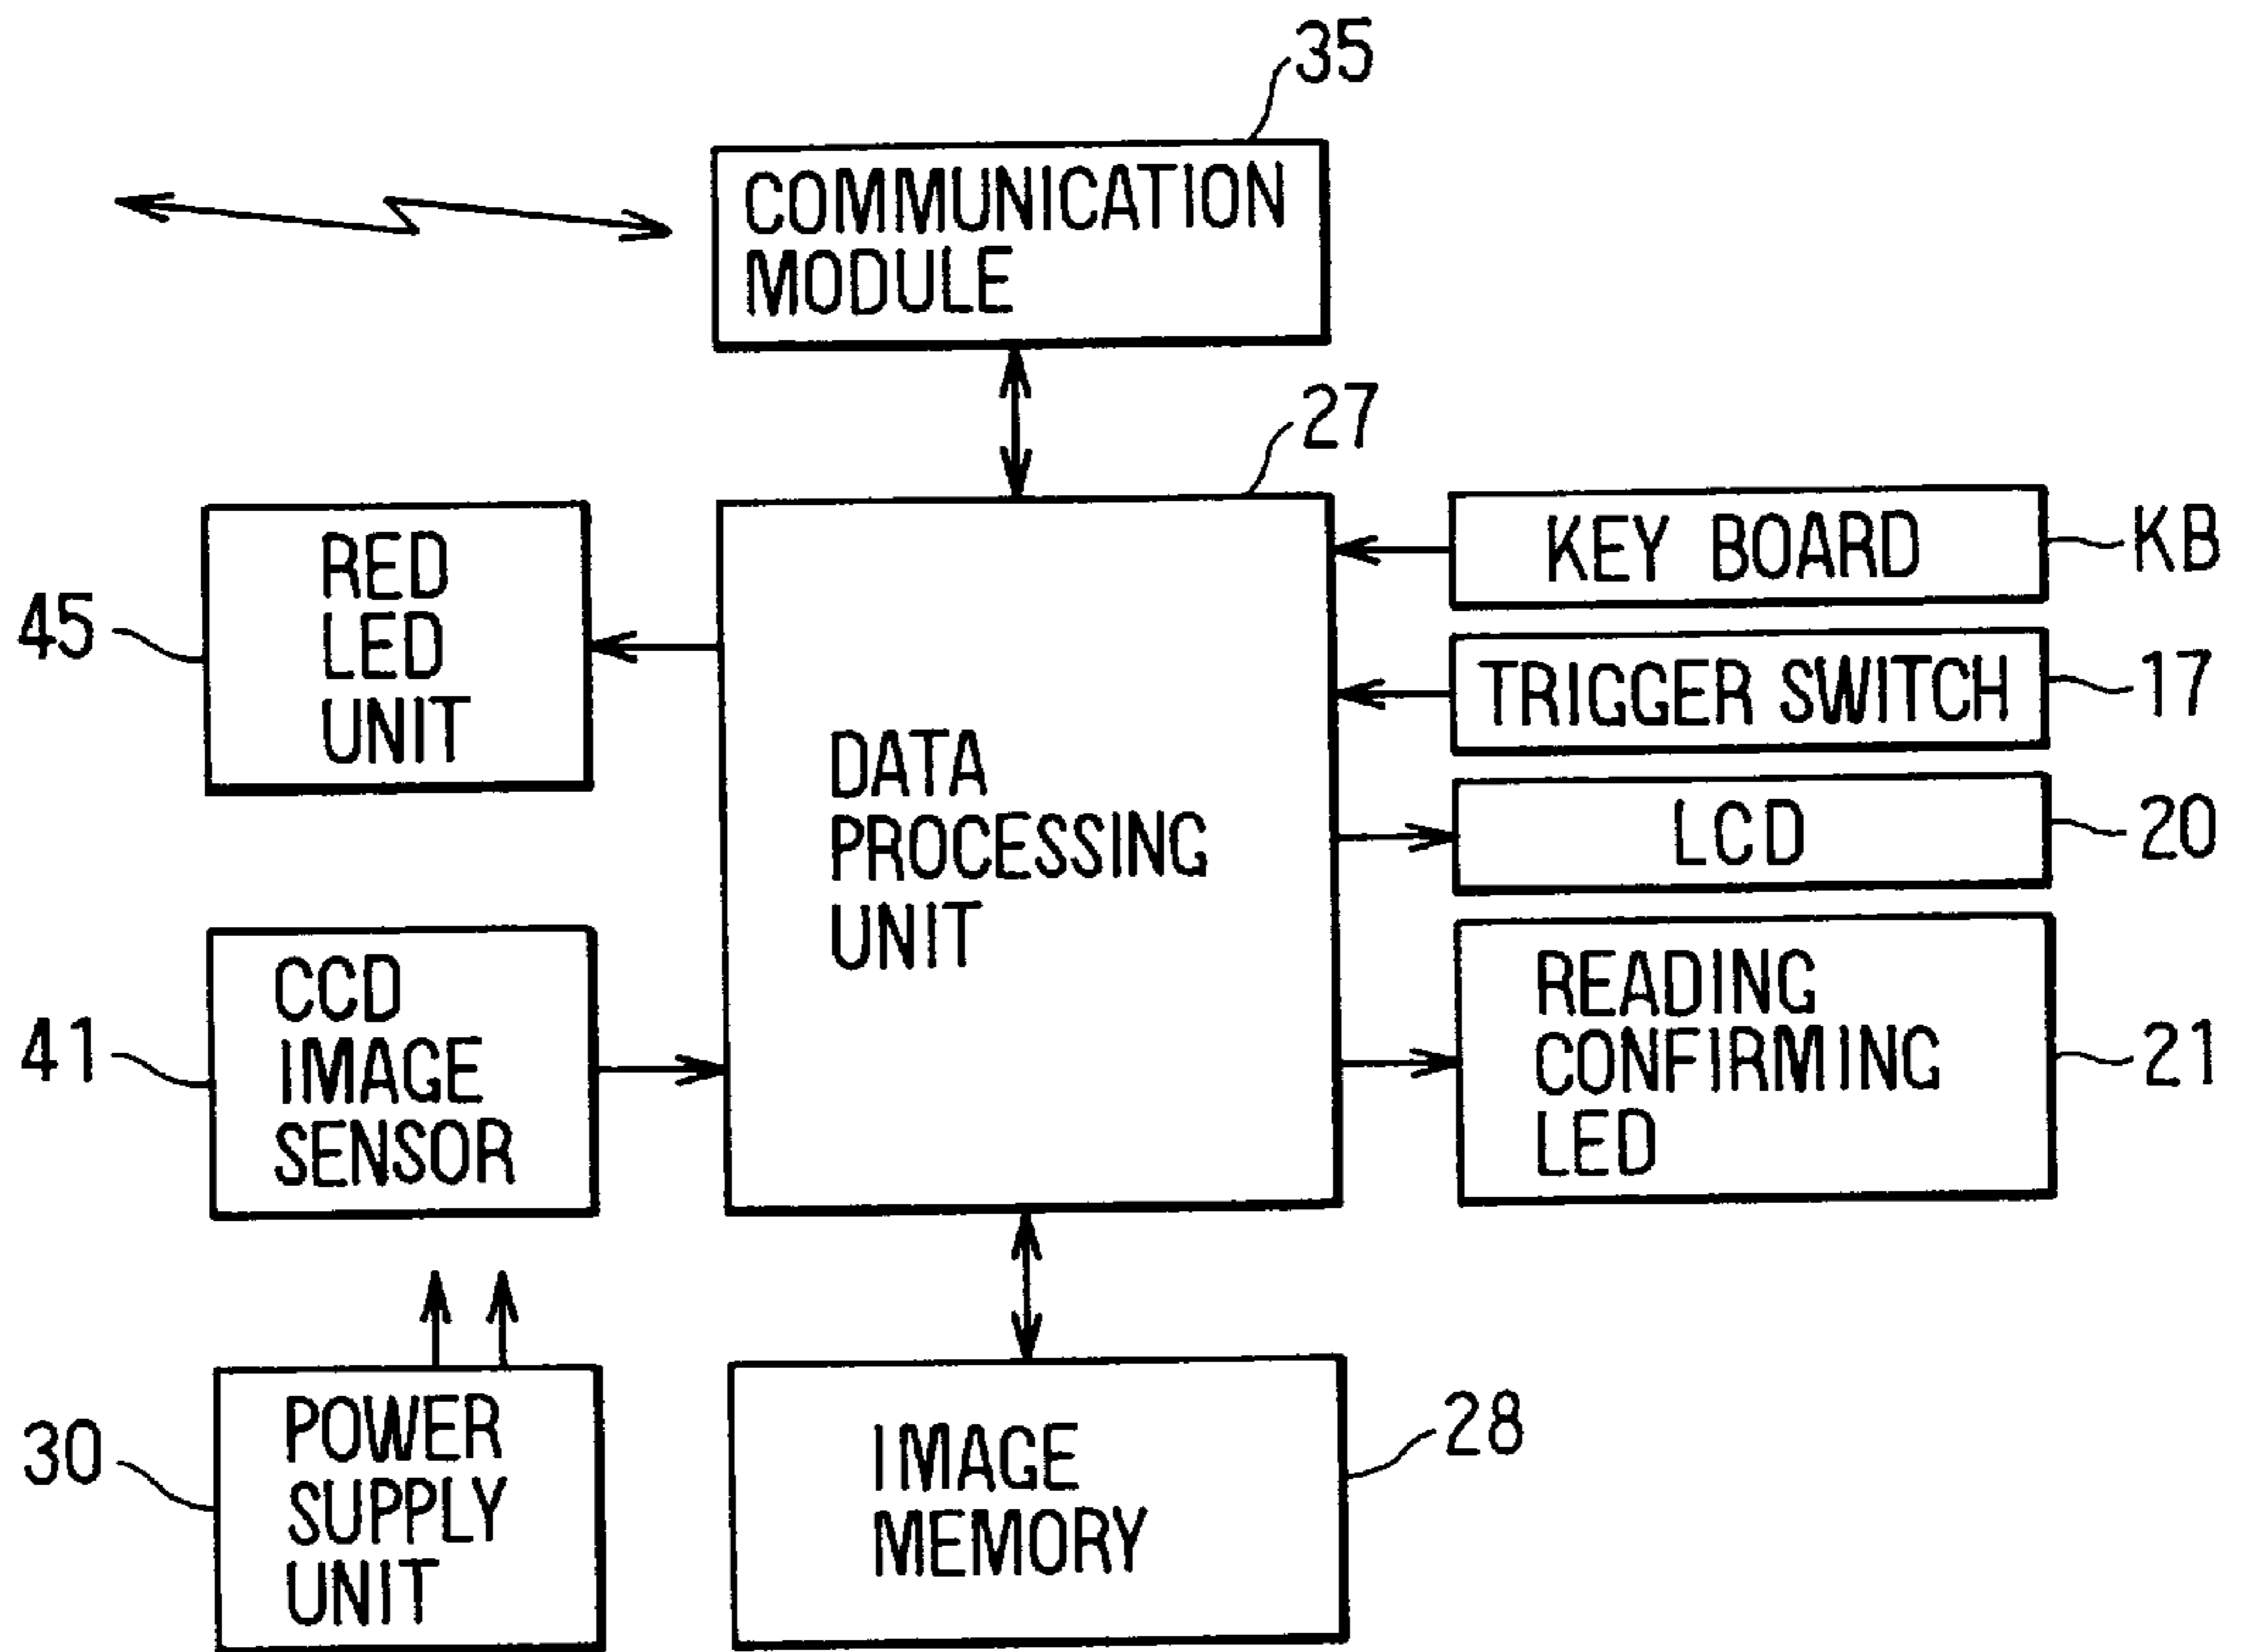 35
COMMUNICATION
MODULE
27
RED
LED
UNIT
45
KEY BOARD
KB
TRIGGER SWITCH
17
DATA
PROCESSING
UNIT
LCD
20
CCD
IMAGE
SENSOR
41
READING
CONFIRMING
LED
21
POWER
SUPPLY
UNIT
30
IMAGE
MEMORY
28